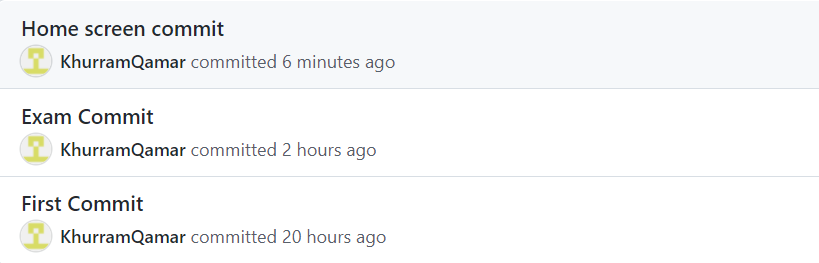 Home screen commit
KhurramQamar committed 6 minutes ago
Exam Commit
KhurramQamar committed 2 hours ago
First Commit
KhurramQamar committed 20 hours ago